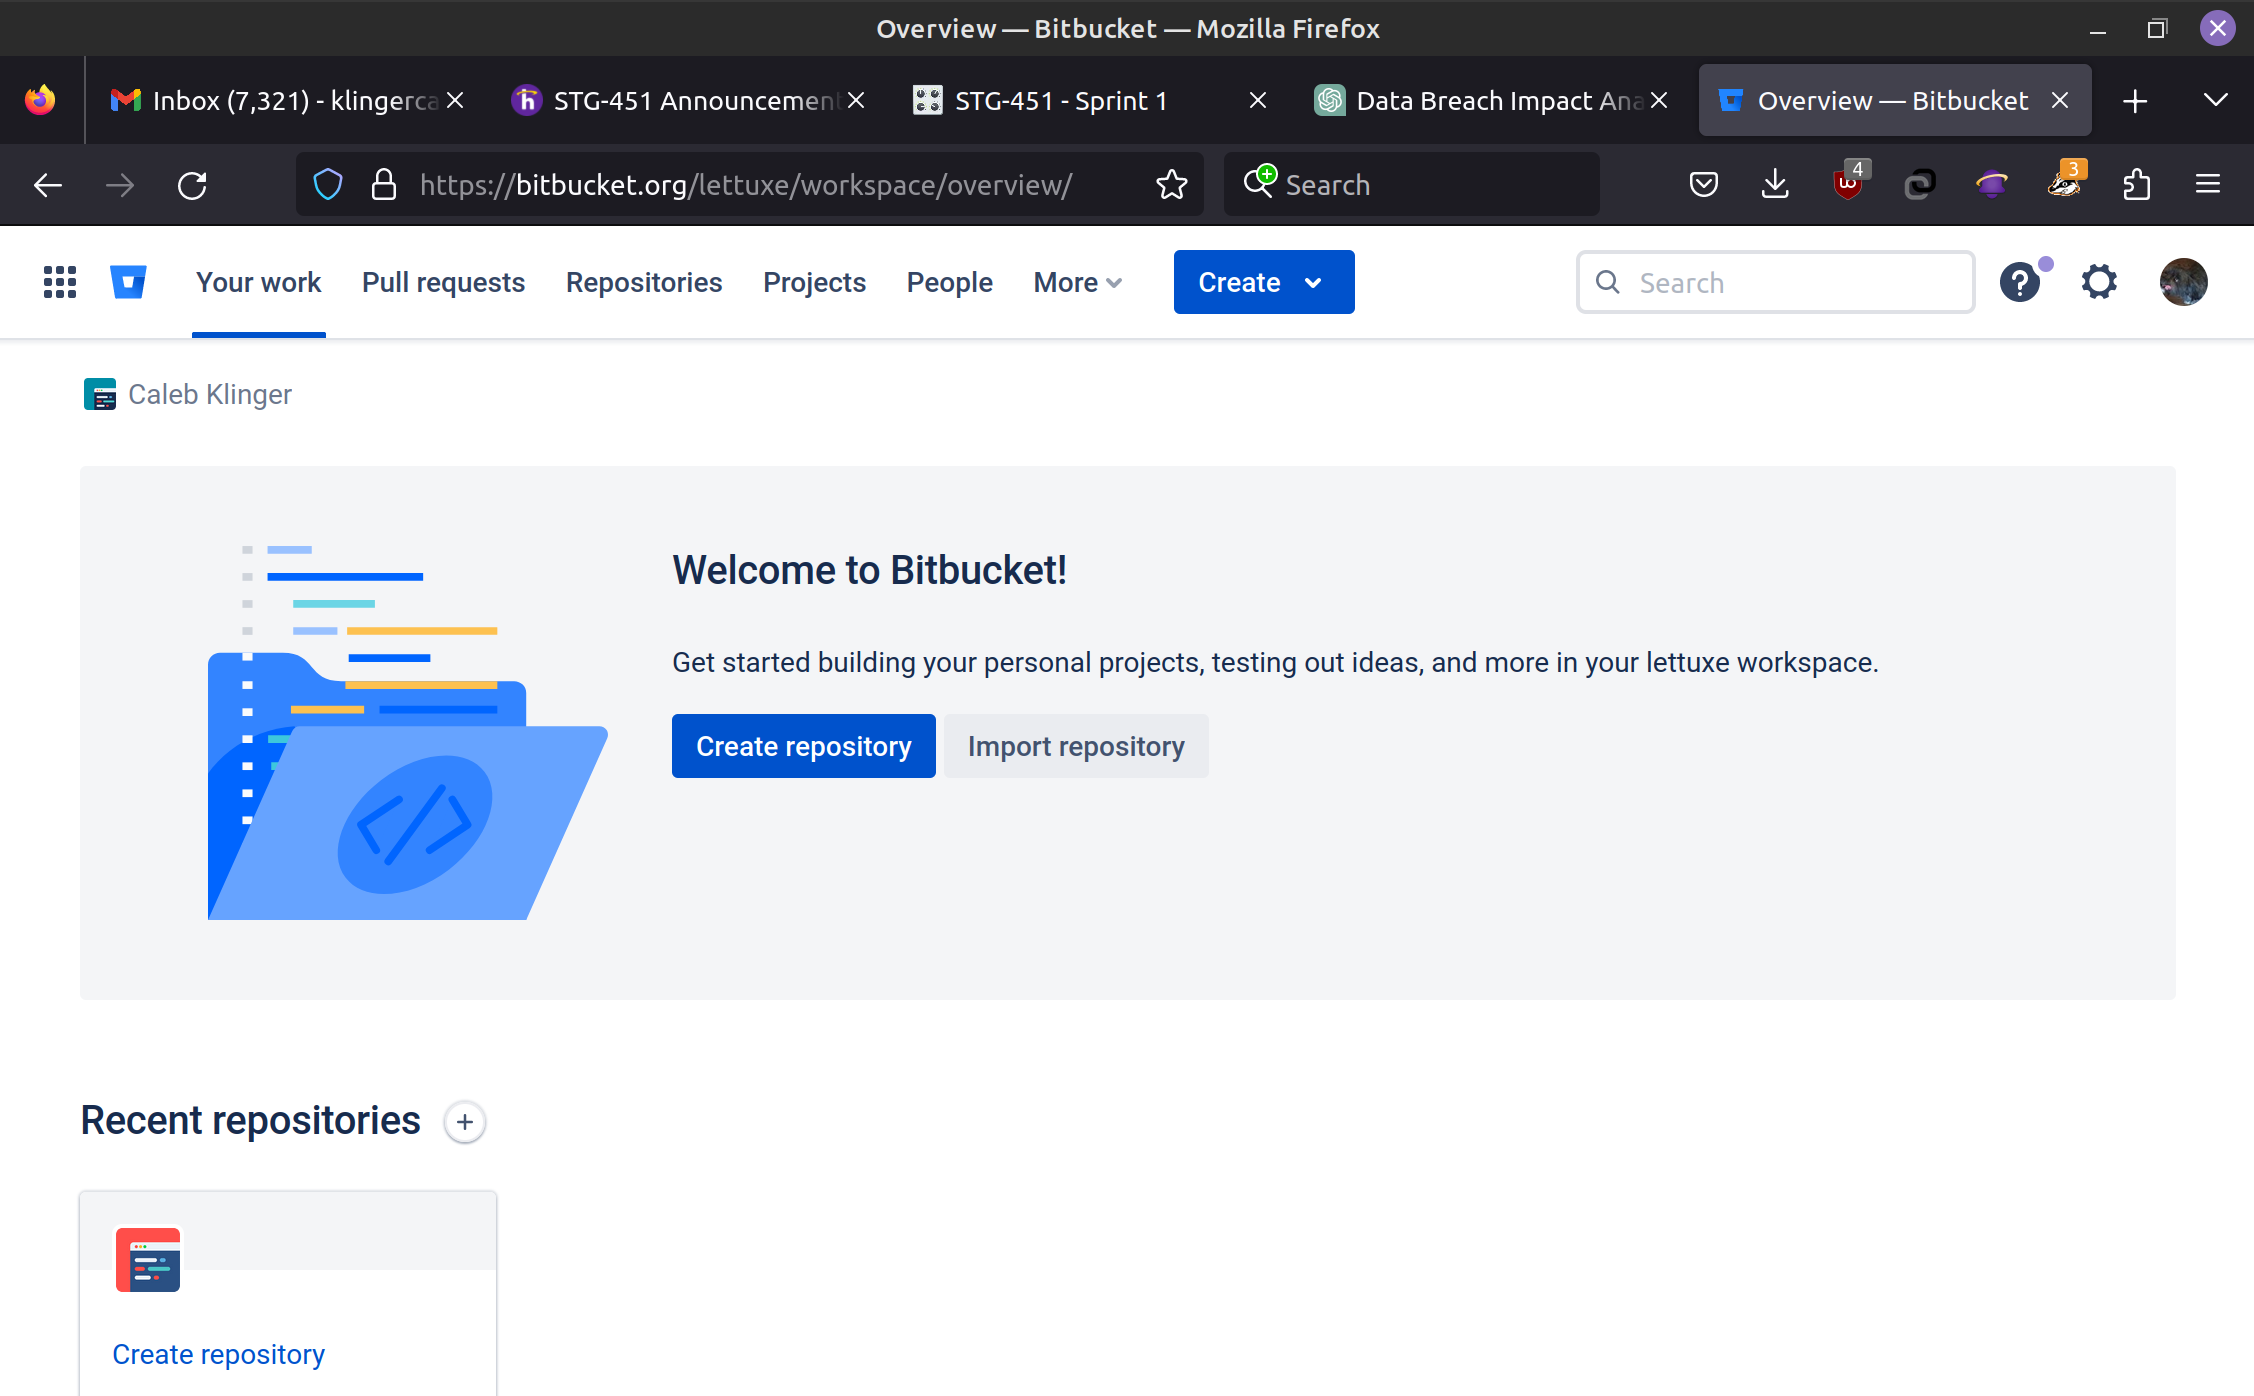 Overview — Bitbucket — Mozilla Firefox
Inbox (7,321) - klingerca
STG-451 Announcement
STG-451 - Sprint 1
Data Breach Impact Ana
Overview — Bitbucket
https://bitbucket.org/lettuxe/workspace/overview/
Search
4
3
Your work
Pull requests
Repositories
Projects
People
More
Create
Search
Caleb Klinger
Welcome to Bitbucket!
Get started building your personal projects, testing out ideas, and more in your lettuxe workspace.
Create repository
Import repository
Recent repositories
Create repository